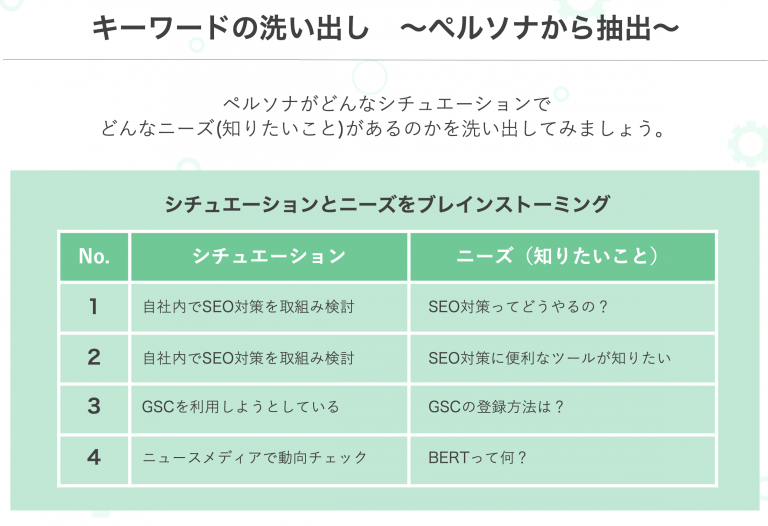 キーワードの洗い出し　〜ペルソナから抽出〜
ペルソナがどんなシチュエーションで
どんなニーズ(知りたいこと)があるのかを洗い出してみましょう。
シチュエーションとニーズをブレインストーミング
No. シチュエーション ニーズ（知りたいこと）
1 自社内でSEO対策を取組み検討 SEO対策ってどうやるの？
2 自社内でSEO対策を取組み検討 SEO対策に便利なツールが知りたい
3 GSCを利用しようとしている GSCの登録方法は？
4 ニュースメディアで動向チェック BERTって何？